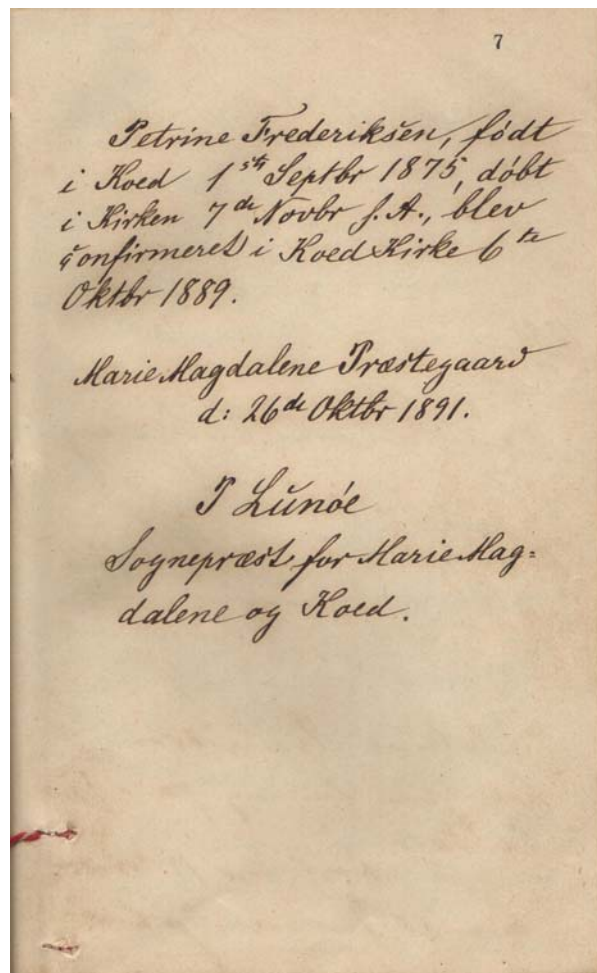 7
Petrine Frederiksen, født
i Koed 1ste Septbr 1875, døbt
i Kirken 7de Novbr s. A., blev
confirmeret i Koed Kirke 6te
Oktbr 1889.
Marie Magdalene Præstegaard
d: 26de Oktbr 1891.
P Lunøe
Sognepræst for Marie Mag=
dalene og Koed.